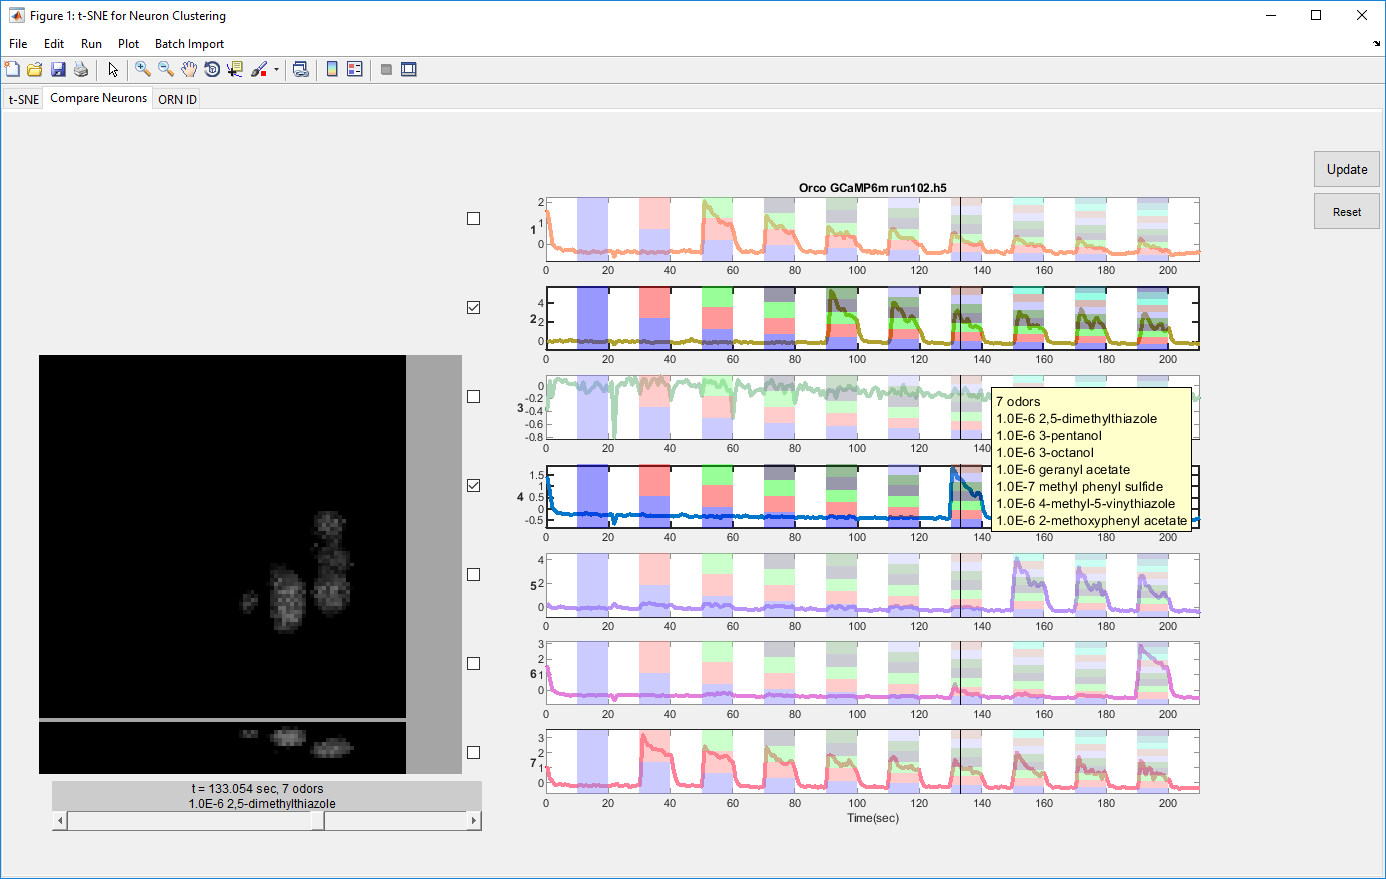 Figure 1: t-SNE for Neuron Clustering
File Edit Run Plot Batch Import
t-SNE Compare Neurons ORN ID
Update
Reset
Orco GCaMP6m run102.h5
2
1
0
1
0 20 40 60 80 100 120 140 160 180 200
4
2
0
2
0 20 40 60 80 100 120 140 160 180 200
0
-0.2
-0.4
-0.6
-0.8
3
0 20 40 60 80 100 120 140 160 180 200
7 odors
1.0E-6 2,5-dimethylthiazole
1.0E-6 3-pentanol
1.0E-6 3-octanol
1.0E-6 geranyl acetate
1.0E-7 methyl phenyl sulfide
1.0E-6 4-methyl-5-vinythiazole
1.0E-6 2-methoxyphenyl acetate
1.5
1
0.5
0
-0.5
4
0 20 40 60 80 100 120 140 160 180 200
4
2
0
5
0 20 40 60 80 100 120 140 160 180 200
3
2
1
0
6
0 20 40 60 80 100 120 140 160 180 200
3
2
1
0
7
0 20 40 60 80 100 120 140 160 180 200
Time(sec)
t = 133.054 sec, 7 odors
1.0E-6 2,5-dimethylthiazole